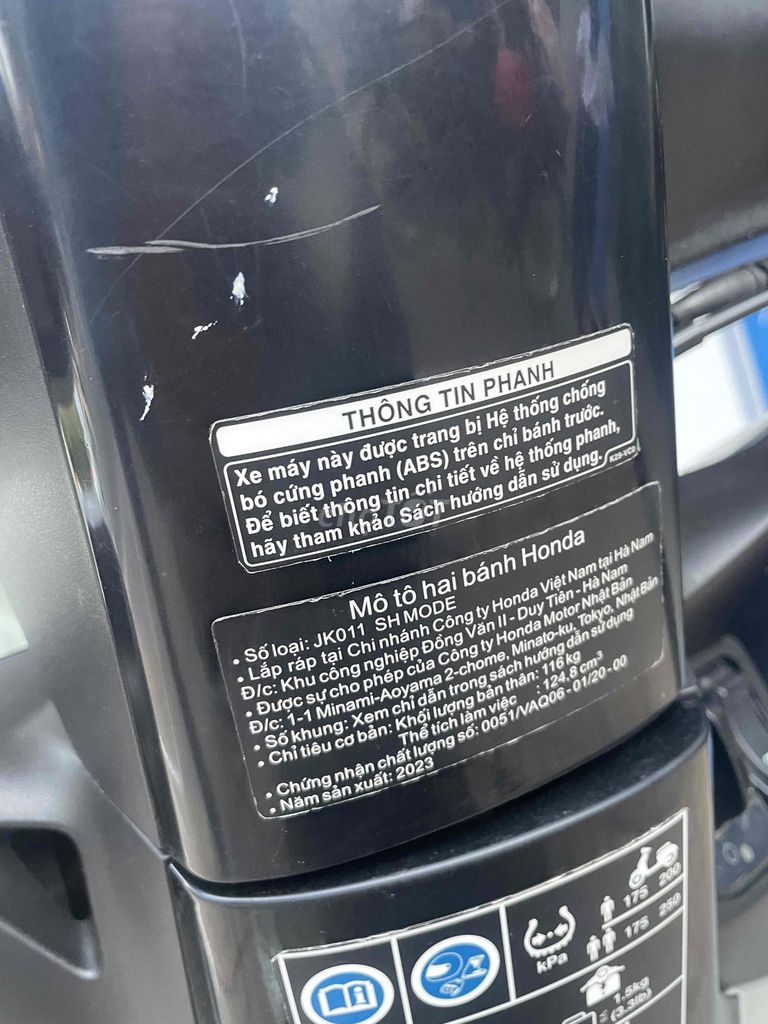 THÔNG TIN PHANH
Xe máy này được trang bị Hệ thống chống
bó cứng phanh (ABS) trên chỉ bánh trước.
Để biết thông tin chi tiết về hệ thống phanh,
hãy tham khảo Sách hướng dẫn sử dụng.
K29-VC0
Mô tô hai bánh Honda
• Số loại: JK011 SH MODE
• Lắp ráp tại Chi nhánh Công ty Honda Việt Nam tại Hà Nam
Đ/c: Khu công nghiệp Đồng Văn II - Duy Tiên - Hà Nam
• Được sự cho phép của Công ty Honda Motor Nhật Bản
Đ/c: 1-1 Minami-Aoyama 2-chome, Minato-ku, Tokyo, Nhật Bản
• Số khung: Xem chỉ dẫn trong sách hướng dẫn sử dụng
• Chỉ tiêu cơ bản: Khối lượng bản thân: 116 kg
Thể tích làm việc : 124.8 cm³
• Chứng nhận chất lượng số: 0051/VAQ06 - 01/20 - 00
• Năm sản xuất: 2023
175 200
kPa 175 250
≤ 1.5kg
(3.3lb)